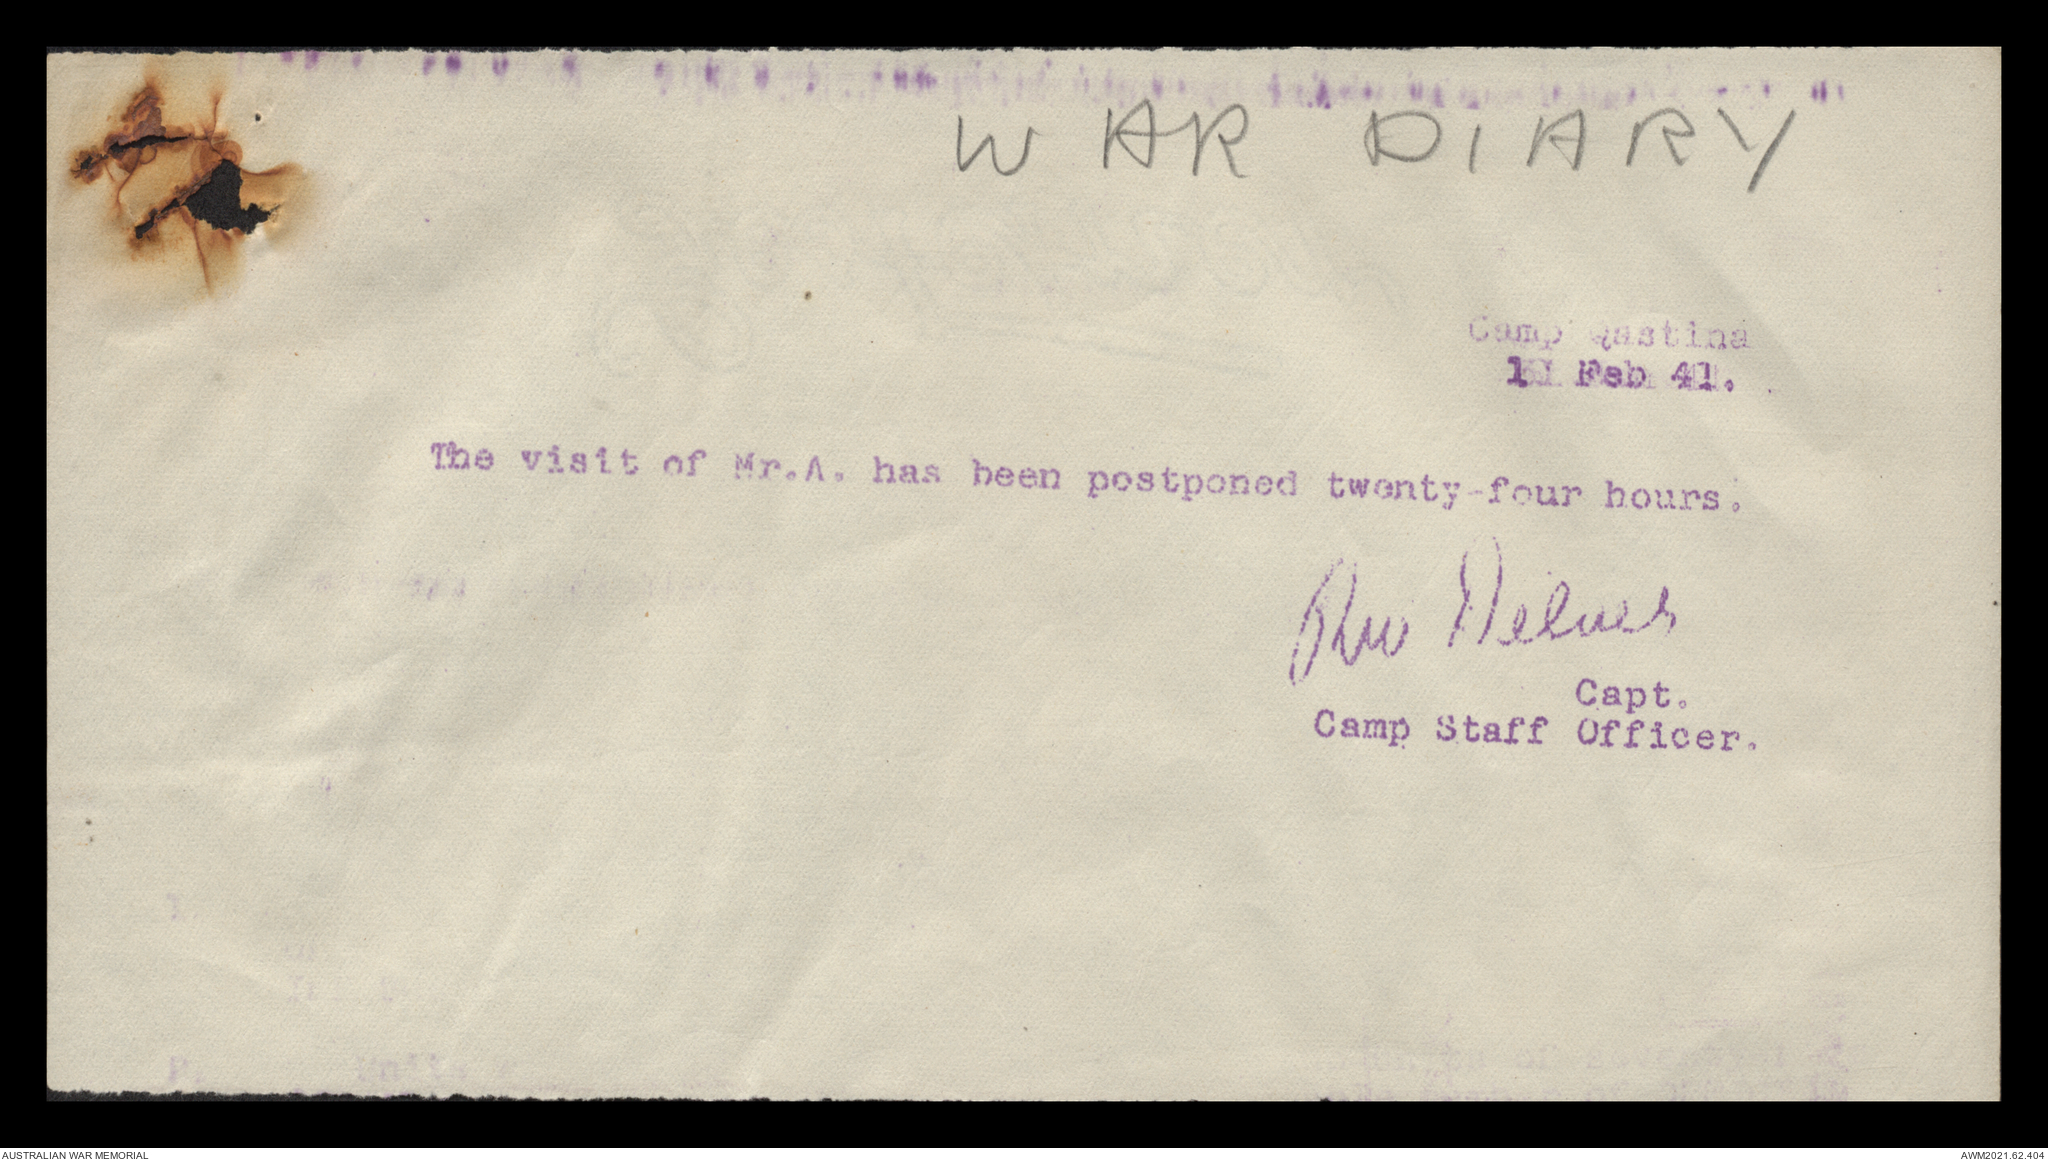 WAR DIARY
Camp Qastina
11 Feb 41.
The visit of Mr.A. has been postponed twenty-four hours.
Capt.
Camp Staff Officer.
AUSTRALIAN WAR MEMORIAL
AWM2021.62.404